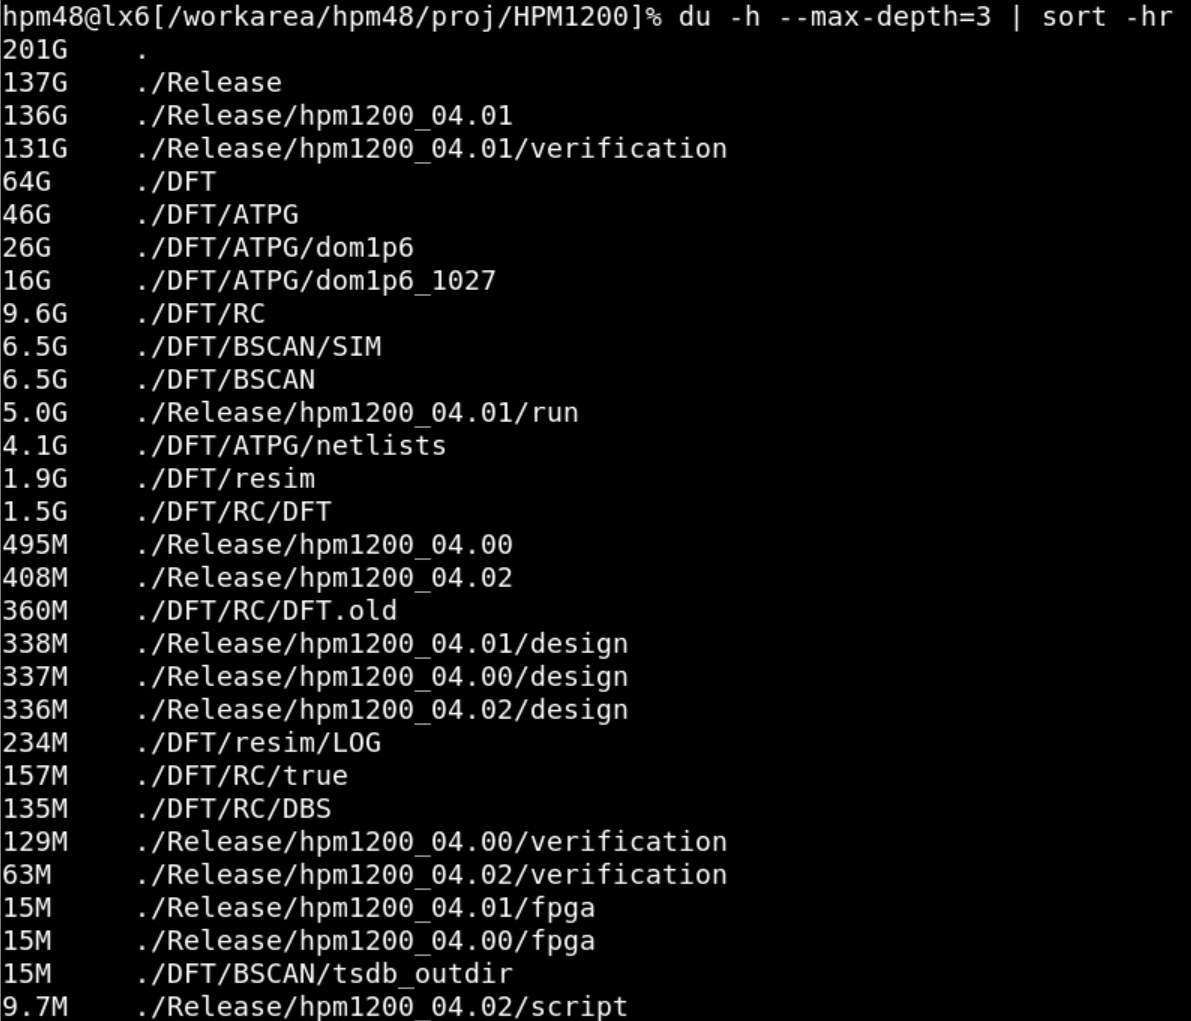 hpm48@lx6[/workarea/hpm48/proj/HPM1200]% du -h --max-depth=3 | sort -hr
201G    .
137G    ./Release
136G    ./Release/hpm1200_04.01
131G    ./Release/hpm1200_04.01/verification
64G     ./DFT
46G     ./DFT/ATPG
26G     ./DFT/ATPG/dom1p6
16G     ./DFT/ATPG/dom1p6_1027
9.6G    ./DFT/RC
6.5G    ./DFT/BSCAN/SIM
6.5G    ./DFT/BSCAN
5.0G    ./Release/hpm1200_04.01/run
4.1G    ./DFT/ATPG/netlists
1.9G    ./DFT/resim
1.5G    ./DFT/RC/DFT
495M    ./Release/hpm1200_04.00
408M    ./Release/hpm1200_04.02
360M    ./DFT/RC/DFT.old
338M    ./Release/hpm1200_04.01/design
337M    ./Release/hpm1200_04.00/design
336M    ./Release/hpm1200_04.02/design
234M    ./DFT/resim/LOG
157M    ./DFT/RC/true
135M    ./DFT/RC/DBS
129M    ./Release/hpm1200_04.00/verification
63M     ./Release/hpm1200_04.02/verification
15M     ./Release/hpm1200_04.01/fpga
15M     ./Release/hpm1200_04.00/fpga
15M     ./DFT/BSCAN/tsdb_outdir
9.7M    ./Release/hpm1200_04.02/script